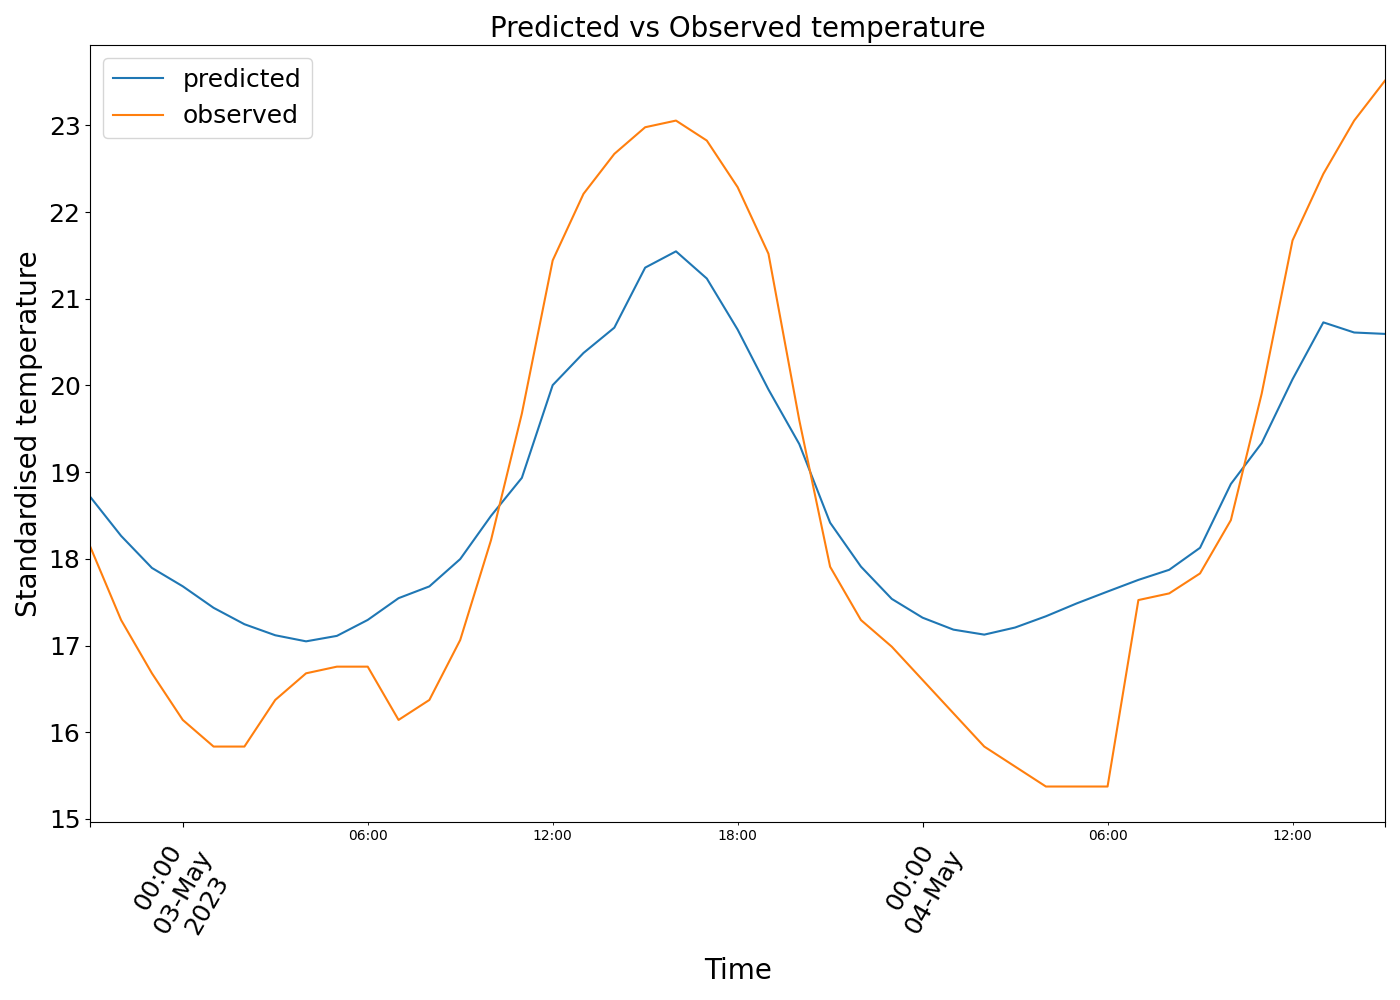 Predicted vs Observed temperature
predicted
observed
Standardised temperature
23
22
21
20
19
18
17
16
15
00:00
03-May
2023
06:00
12:00
18:00
00:00
04-May
06:00
12:00
Time